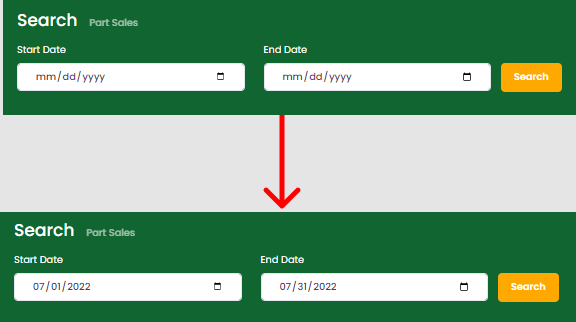 Search Part Sales
Start Date End Date
mm/dd/yyyy mm/dd/yyyy Search
Search Part Sales
Start Date End Date
07/01/2022 07/31/2022 Search